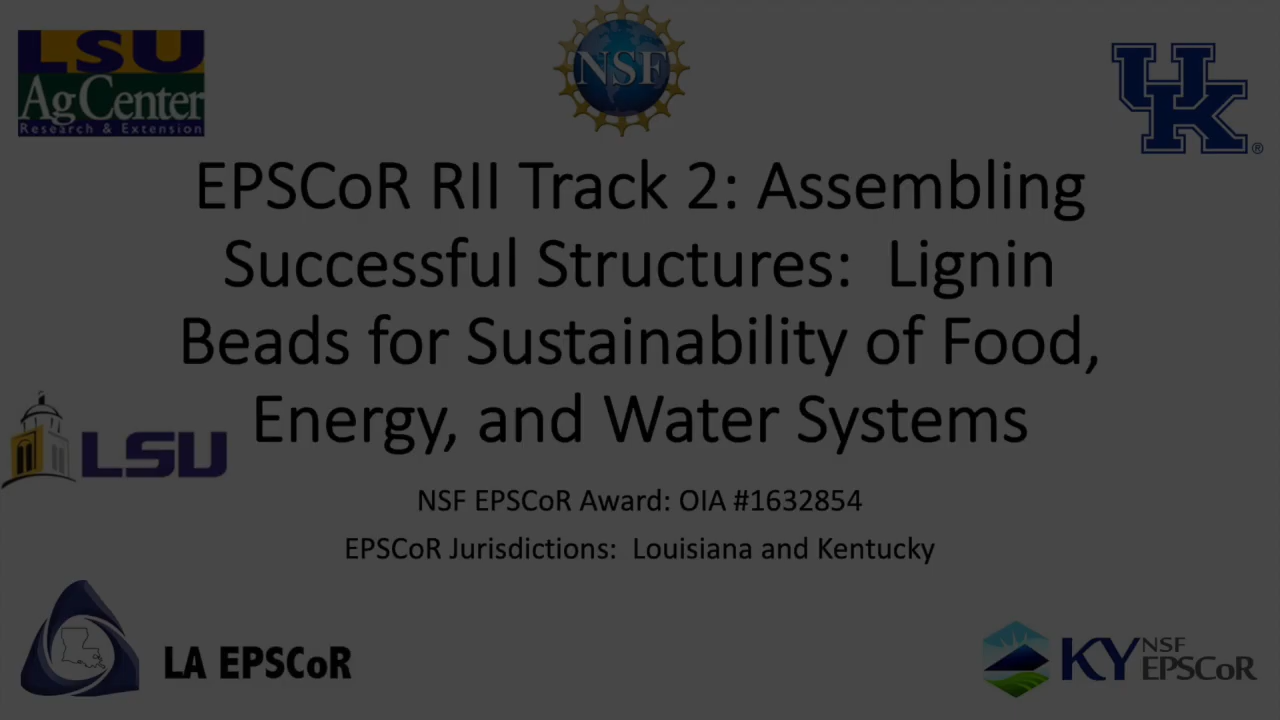 LSU
AgCenter
Research & Extension
NSF
UK
®
EPSCoR RII Track 2: Assembling
Successful Structures: Lignin
Beads for Sustainability of Food,
Energy, and Water Systems
LSU
NSF EPSCoR Award: OIA #1632854
EPSCoR Jurisdictions: Louisiana and Kentucky
LA EPSCoR
KY NSF
EPSCoR